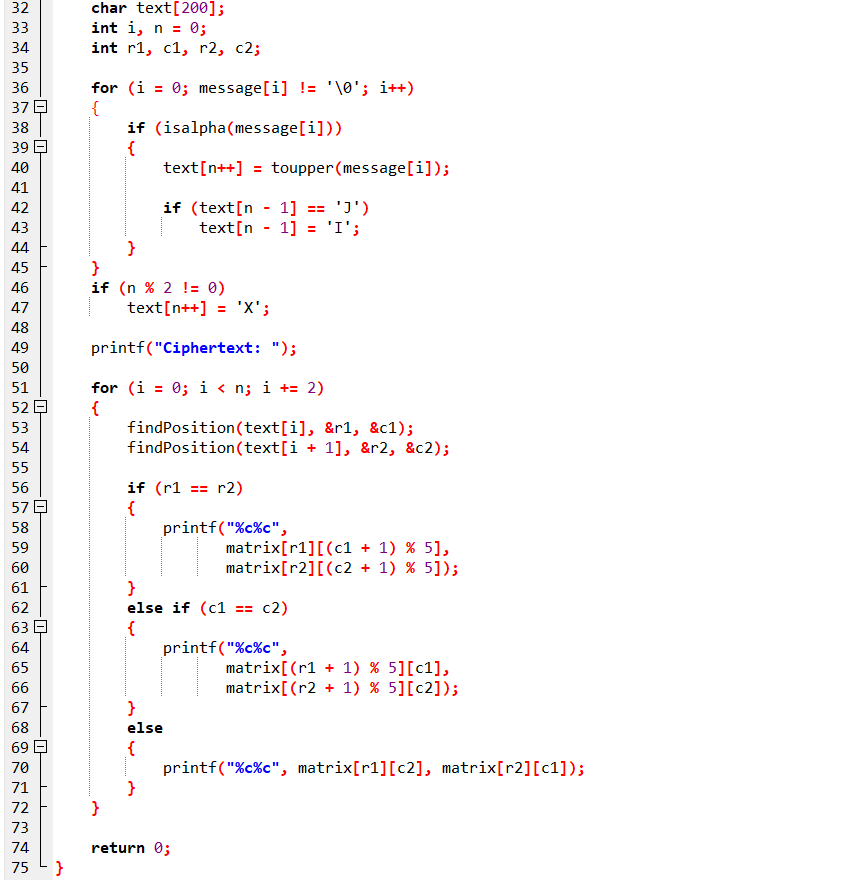 32 char text[200];
33 int i, n = 0;
34 int r1, c1, r2, c2;
35
36 for (i = 0; message[i] != '\0'; i++)
37 {
38 if (isalpha(message[i]))
39 {
40 text[n++] = toupper(message[i]);
41
42 if (text[n - 1] == 'J')
43 text[n - 1] = 'I';
44 }
45 }
46 if (n % 2 != 0)
47 text[n++] = 'X';
48
49 printf("Ciphertext: ");
50
51 for (i = 0; i < n; i += 2)
52 {
53 findPosition(text[i], &r1, &c1);
54 findPosition(text[i + 1], &r2, &c2);
55
56 if (r1 == r2)
57 {
58 printf("%c%c",
59 matrix[r1][(c1 + 1) % 5],
60 matrix[r2][(c2 + 1) % 5]);
61 }
62 else if (c1 == c2)
63 {
64 printf("%c%c",
65 matrix[(r1 + 1) % 5][c1],
66 matrix[(r2 + 1) % 5][c2]);
67 }
68 else
69 {
70 printf("%c%c", matrix[r1][c2], matrix[r2][c1]);
71 }
72 }
73
74 return 0;
75 }